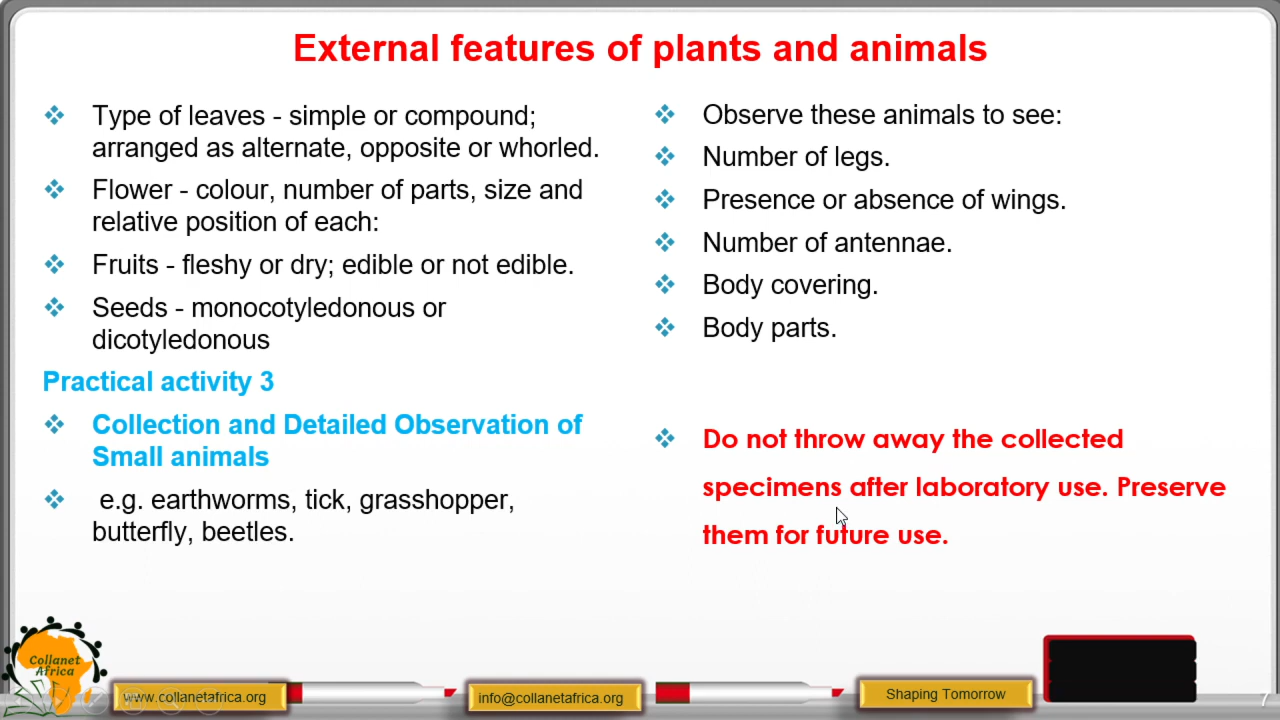 External features of plants and animals
Type of leaves - simple or compound;
arranged as alternate, opposite or whorled.
Flower - colour, number of parts, size and
relative position of each:
Fruits - fleshy or dry; edible or not edible.
Seeds - monocotyledonous or
dicotyledonous
Practical activity 3
Collection and Detailed Observation of
Small animals
e.g. earthworms, tick, grasshopper,
butterfly, beetles.
Observe these animals to see:
Number of legs.
Presence or absence of wings.
Number of antennae.
Body covering.
Body parts.
Do not throw away the collected
specimens after laboratory use. Preserve
them for future use.
Collanet
Africa
www.collanetafrica.org
info@collanetafrica.org
Shaping Tomorrow
7